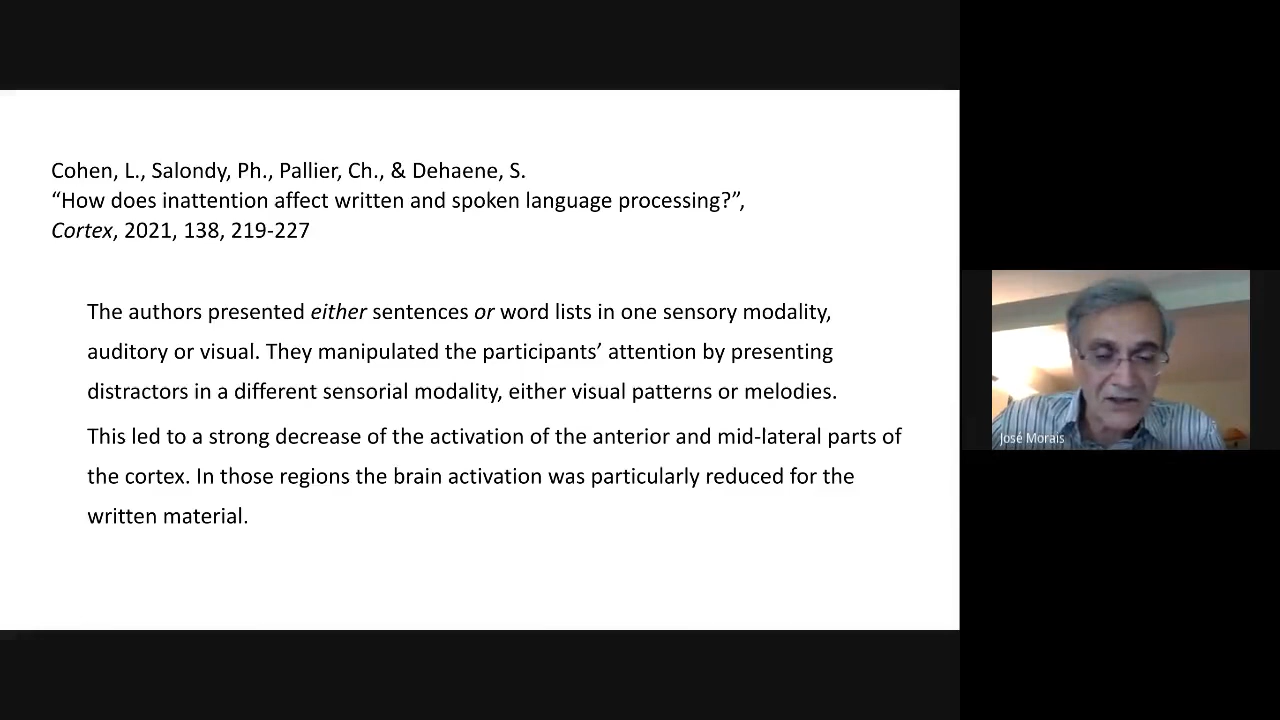 Cohen, L., Salondy, Ph., Pallier, Ch., & Dehaene, S.
“How does inattention affect written and spoken language processing?”,
Cortex, 2021, 138, 219-227
The authors presented either sentences or word lists in one sensory modality,
auditory or visual. They manipulated the participants’ attention by presenting
distractors in a different sensorial modality, either visual patterns or melodies.
This led to a strong decrease of the activation of the anterior and mid-lateral parts of
the cortex. In those regions the brain activation was particularly reduced for the
written material.
José Morais